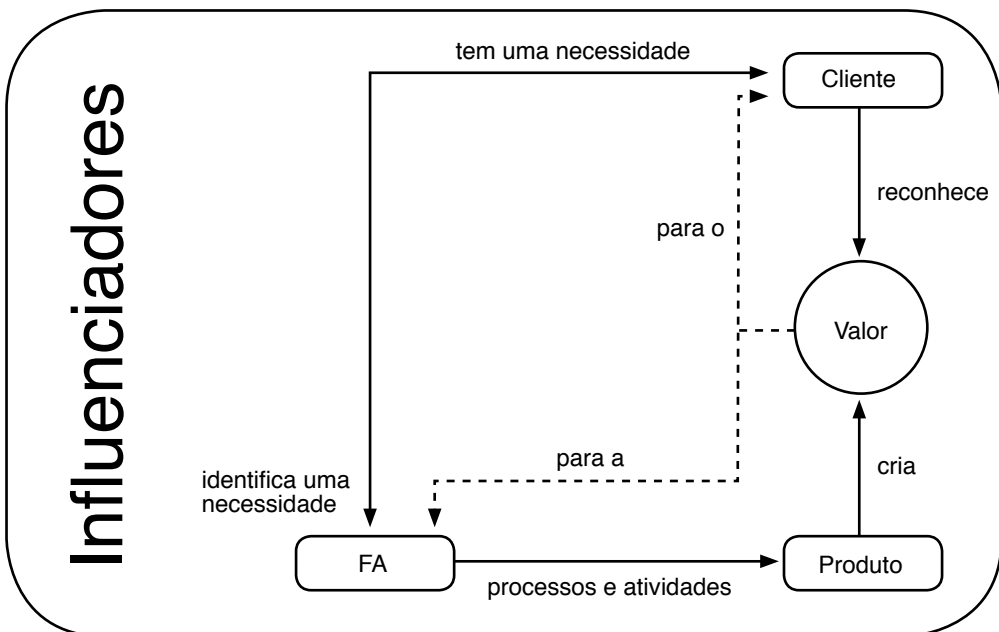 Influenciadores
tem uma necessidade
Cliente
reconhece
para o
Valor
para a
cria
identifica uma
necessidade
FA
processos e atividades
Produto